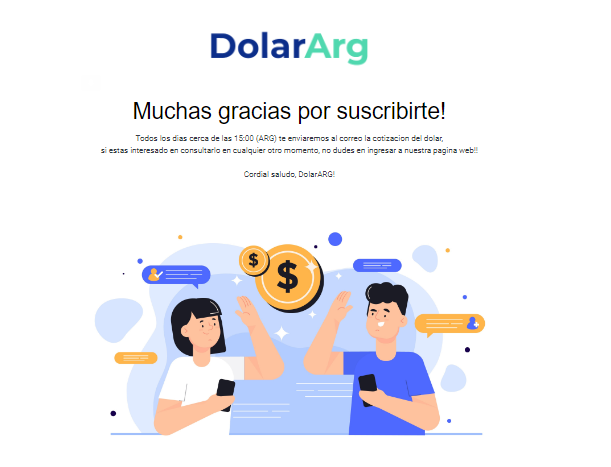 DolarArg
Muchas gracias por suscribirte!
Todos los dias cerca de las 15:00 (ARG) te enviaremos al correo la cotizacion del dolar,
si estas interesado en consultarlo en cualquier otro momento, no dudes en ingresar a nuestra pagina web!!
Cordial saludo, DolarARG!
$
$